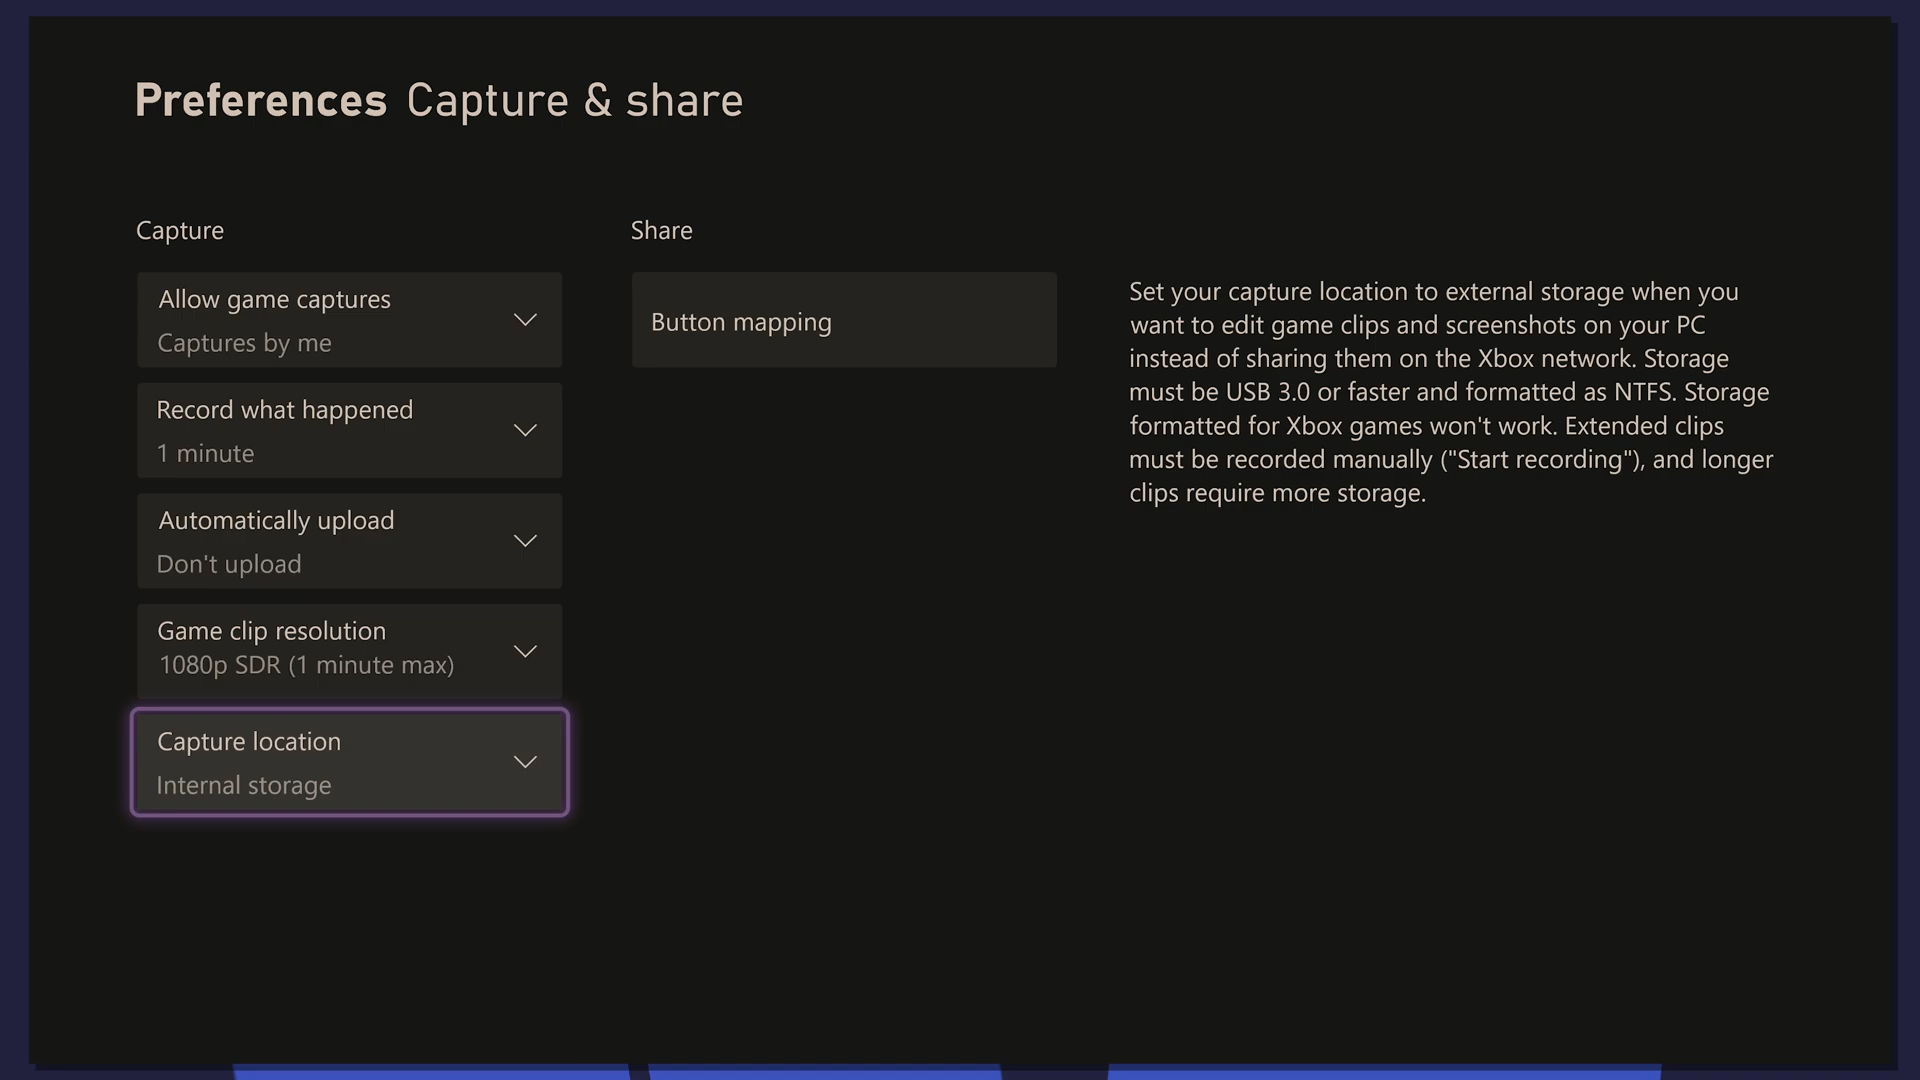 Preferences Capture & share
Capture
Allow game captures
Captures by me
Record what happened
1 minute
Automatically upload
Don't upload
Game clip resolution
1080p SDR (1 minute max)
Capture location
Internal storage
Share
Button mapping
Set your capture location to external storage when you
want to edit game clips and screenshots on your PC
instead of sharing them on the Xbox network. Storage
must be USB 3.0 or faster and formatted as NTFS. Storage
formatted for Xbox games won't work. Extended clips
must be recorded manually ("Start recording"), and longer
clips require more storage.